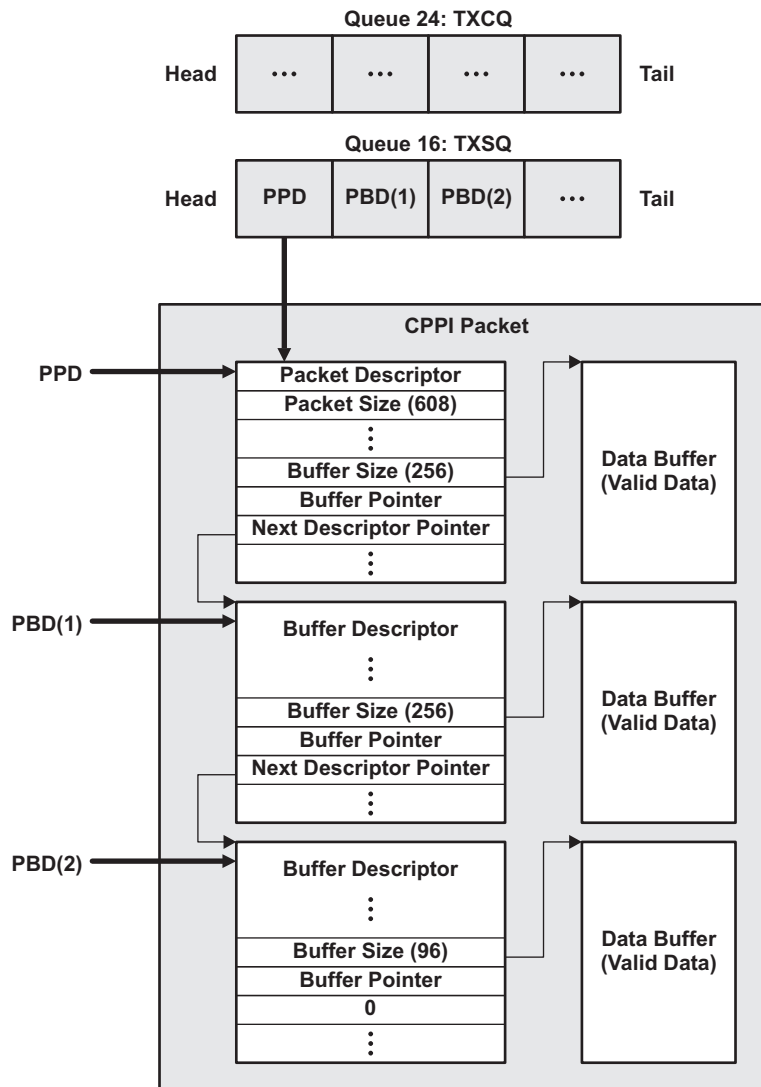 Queue 24: TXCQ
Head ... ... ... ... Tail
Queue 16: TXSQ
Head PPD PBD(1) PBD(2) ... Tail
CPPI Packet
PPD
Packet Descriptor
Packet Size (608)
Buffer Size (256)
Buffer Pointer
Next Descriptor Pointer
Data Buffer
(Valid Data)
PBD(1)
Buffer Descriptor
Buffer Size (256)
Buffer Pointer
Next Descriptor Pointer
Data Buffer
(Valid Data)
PBD(2)
Buffer Descriptor
Buffer Size (96)
Buffer Pointer
0
Data Buffer
(Valid Data)